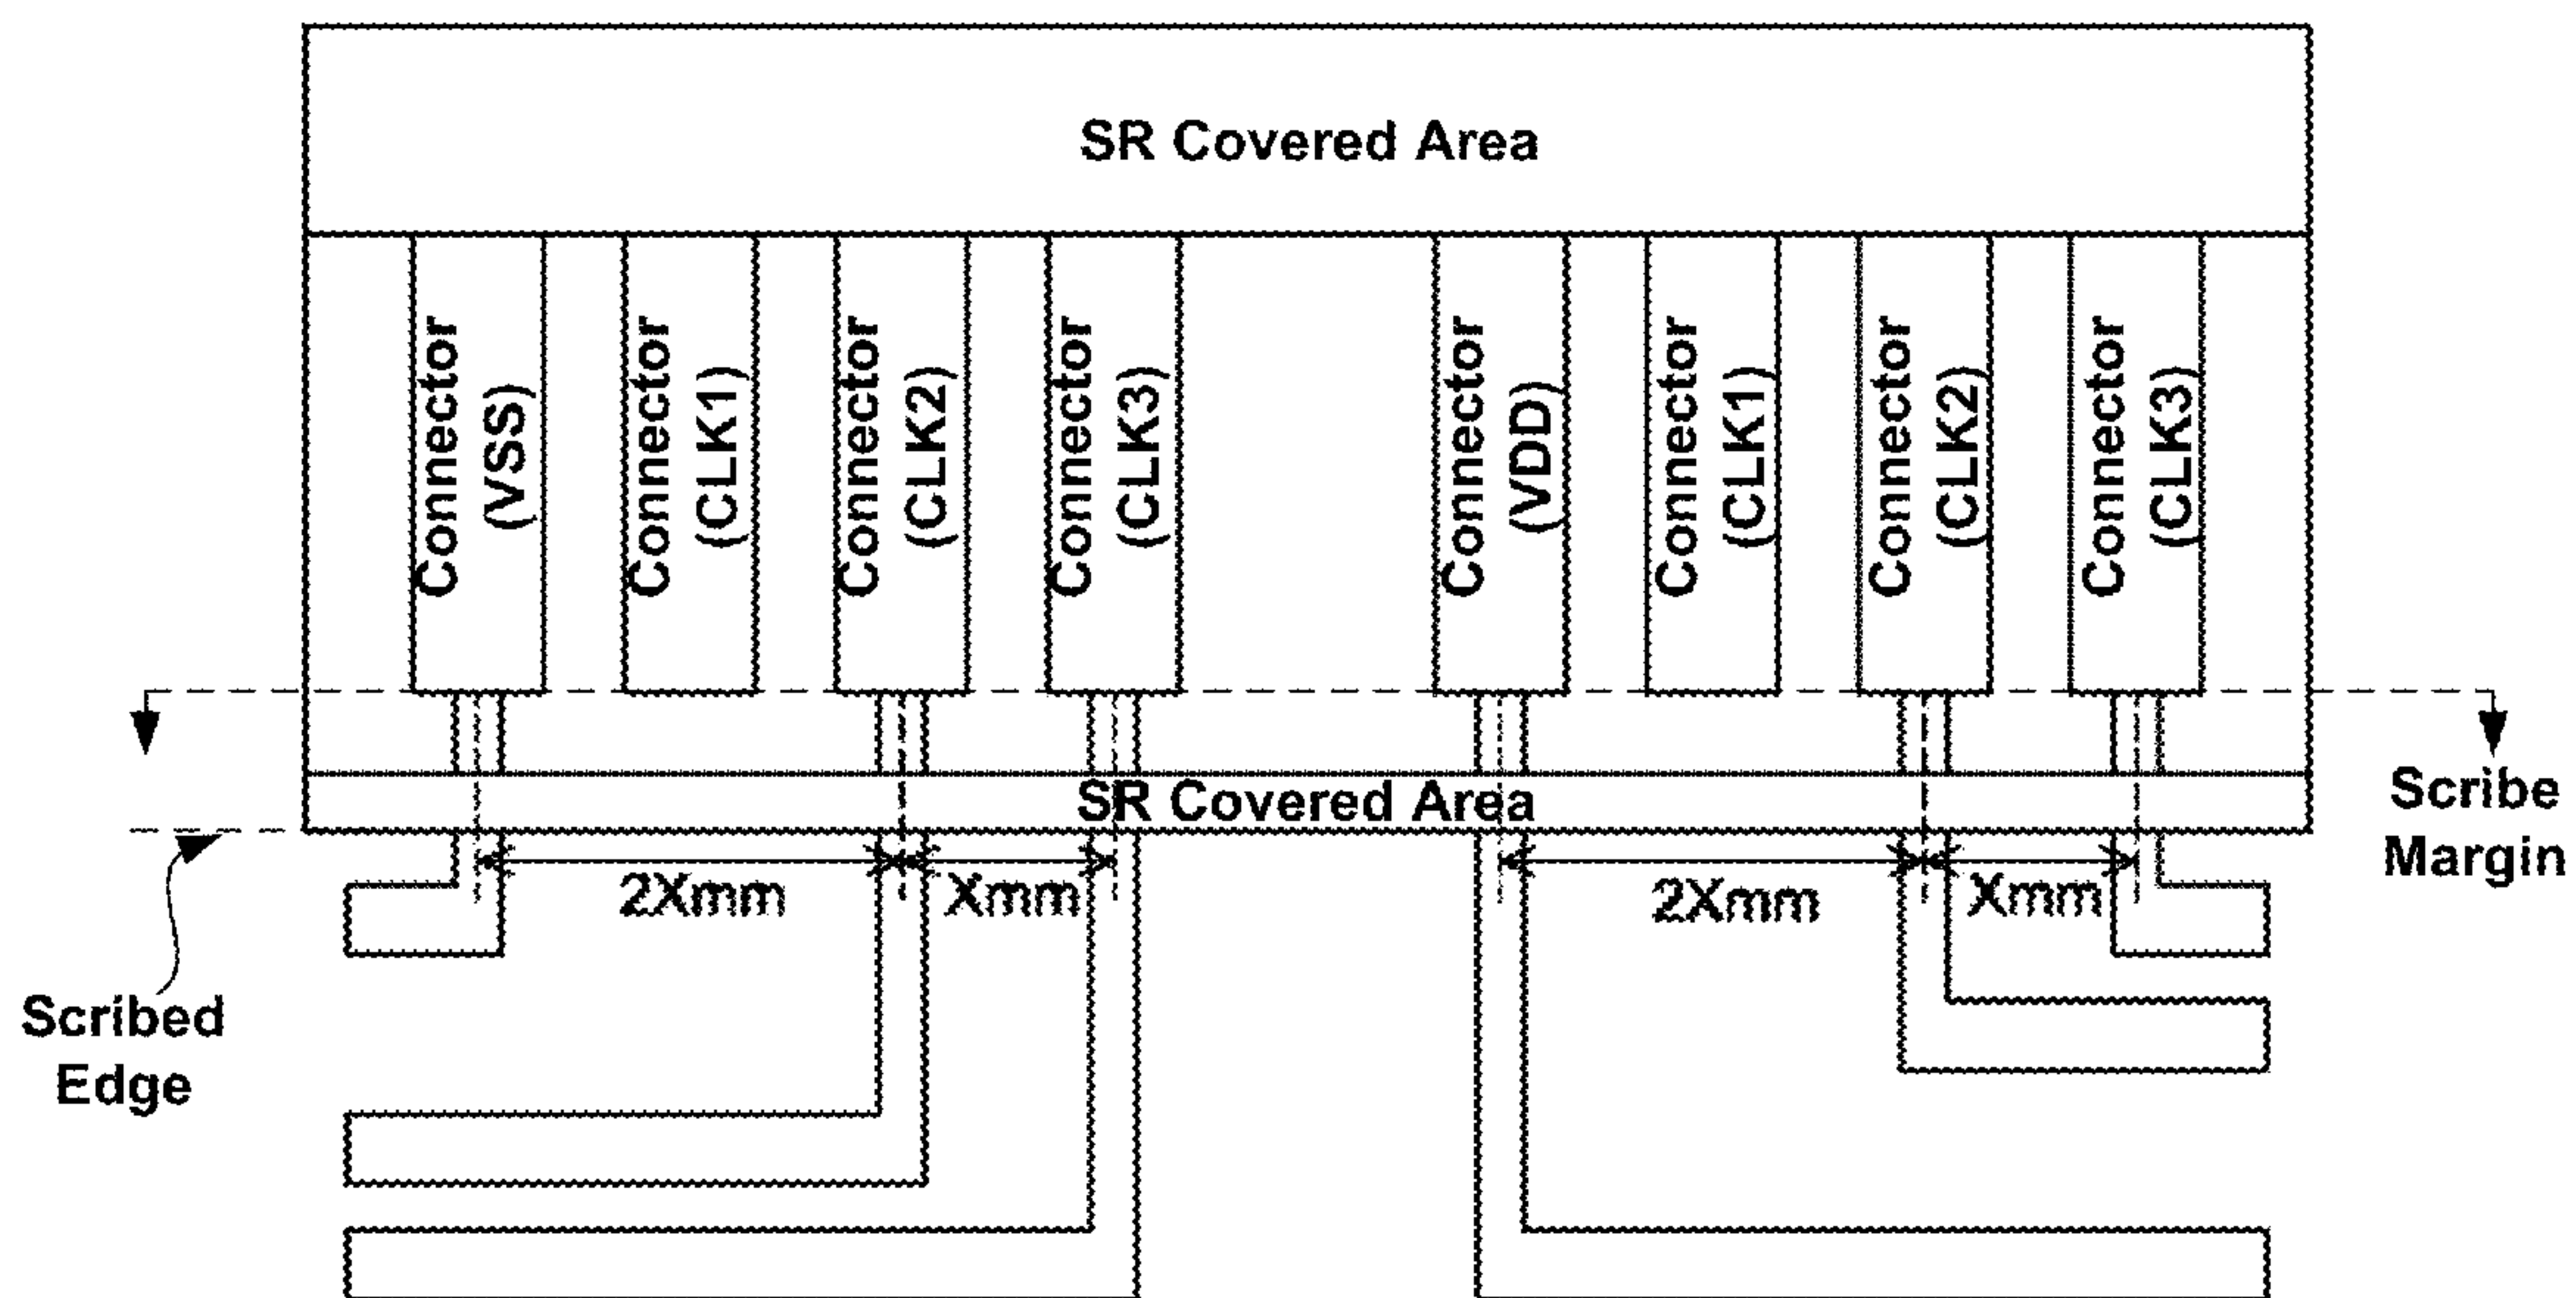 SR Covered Area
Connector
(VSS)
Connector
(CLK1)
Connector
(CLK2)
Connector
(CLK3)
Connector
(VDD)
Connector
(CLK1)
Connector
(CLK2)
Connector
(CLK3)
SR Covered Area
Scribe
Margin
2Xmm
Xmm
2Xmm
Xmm
Scribed
Edge